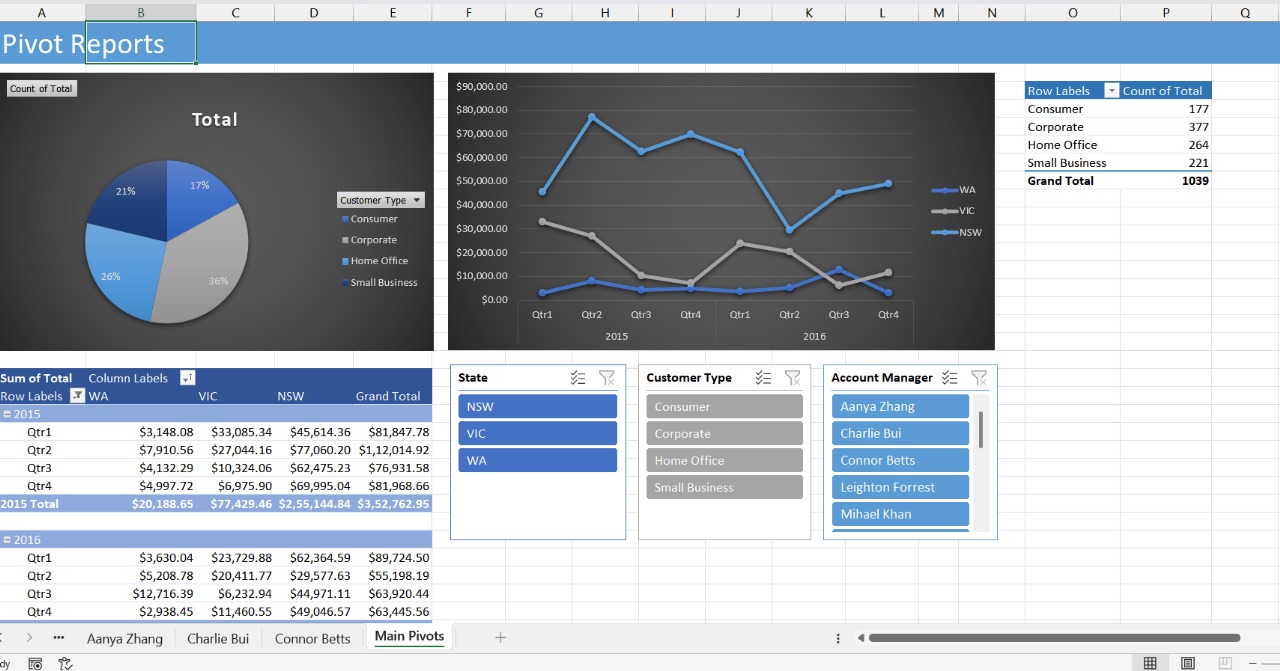 A B C D E F G H I J K L M N O P Q
Pivot Reports
Count of Total
Total
17%
36%
26%
21%
Customer Type
Consumer
Corporate
Home Office
Small Business
$90,000.00
$80,000.00
$70,000.00
$60,000.00
$50,000.00
$40,000.00
$30,000.00
$20,000.00
$10,000.00
$0.00
Qtr1 Qtr2 Qtr3 Qtr4 Qtr1 Qtr2 Qtr3 Qtr4
2015 2016
WA
VIC
NSW
Row Labels Count of Total
Consumer 177
Corporate 377
Home Office 264
Small Business 221
Grand Total 1039
Sum of Total Column Labels
Row Labels WA VIC NSW Grand Total
2015
Qtr1 $3,148.08 $33,085.34 $45,614.36 $81,847.78
Qtr2 $7,910.56 $27,044.16 $77,060.20 $1,12,014.92
Qtr3 $4,132.29 $10,324.06 $62,475.23 $76,931.58
Qtr4 $4,997.72 $6,975.90 $69,995.04 $81,968.66
2015 Total $20,188.65 $77,429.46 $2,55,144.84 $3,52,762.95
2016
Qtr1 $3,630.04 $23,729.88 $62,364.59 $89,724.50
Qtr2 $5,208.78 $20,411.77 $29,577.63 $55,198.19
Qtr3 $12,716.39 $6,232.94 $44,971.11 $63,920.44
Qtr4 $2,938.45 $11,460.55 $49,046.57 $63,445.56
State
NSW
VIC
WA
Customer Type
Consumer
Corporate
Home Office
Small Business
Account Manager
Aanya Zhang
Charlie Bui
Connor Betts
Leighton Forrest
Mihael Khan
Aanya Zhang Charlie Bui Connor Betts Main Pivots
dy